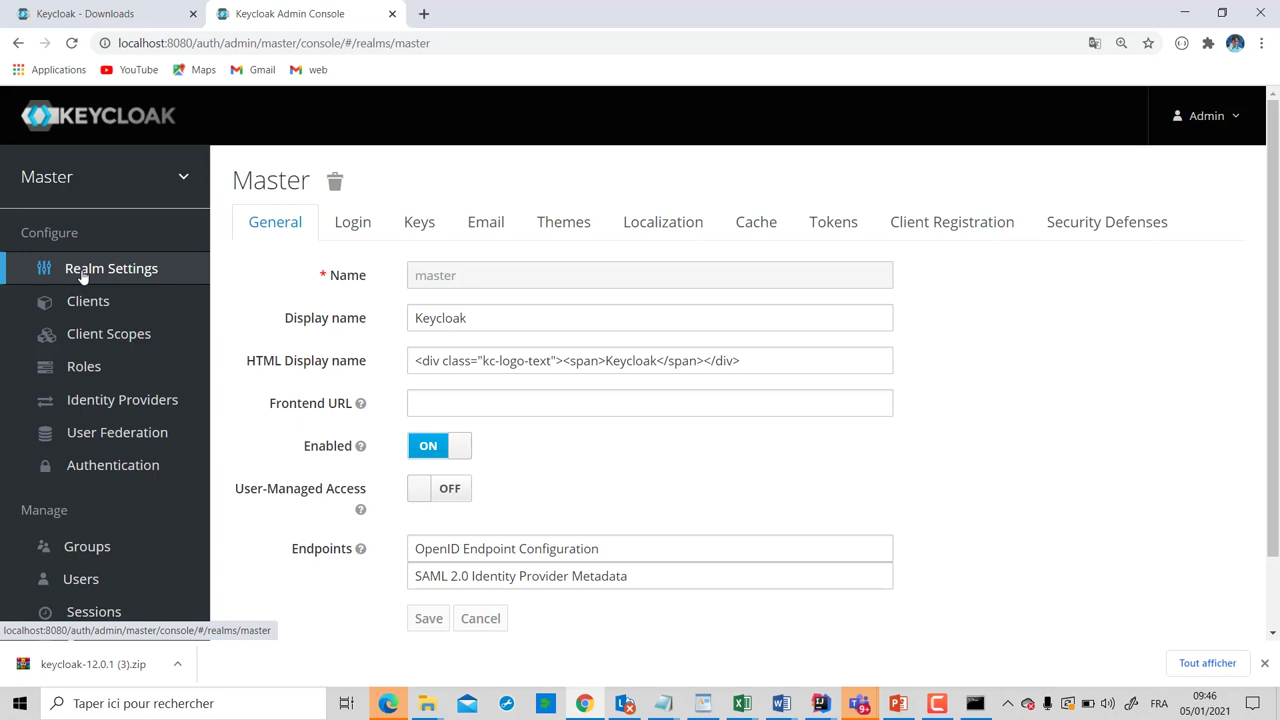 Keycloak - Downloads
Keycloak Admin Console
localhost:8080/auth/admin/master/console/#/realms/master
Applications YouTube Maps Gmail web
KEYCLOAK
Admin
Master
Configure
Realm Settings
Clients
Client Scopes
Roles
Identity Providers
User Federation
Authentication
Manage
Groups
Users
Sessions
Master
General Login Keys Email Themes Localization Cache Tokens Client Registration Security Defenses
* Name master
Display name Keycloak
HTML Display name <div class="kc-logo-text"><span>Keycloak</span></div>
Frontend URL
Enabled ON
User-Managed Access OFF
Endpoints OpenID Endpoint Configuration
SAML 2.0 Identity Provider Metadata
Save Cancel
localhost:8080/auth/admin/master/console/#/realms/master
keycloak-12.0.1 (3).zip
Tout afficher
Taper ici pour rechercher
FRA
09:46
05/01/2021